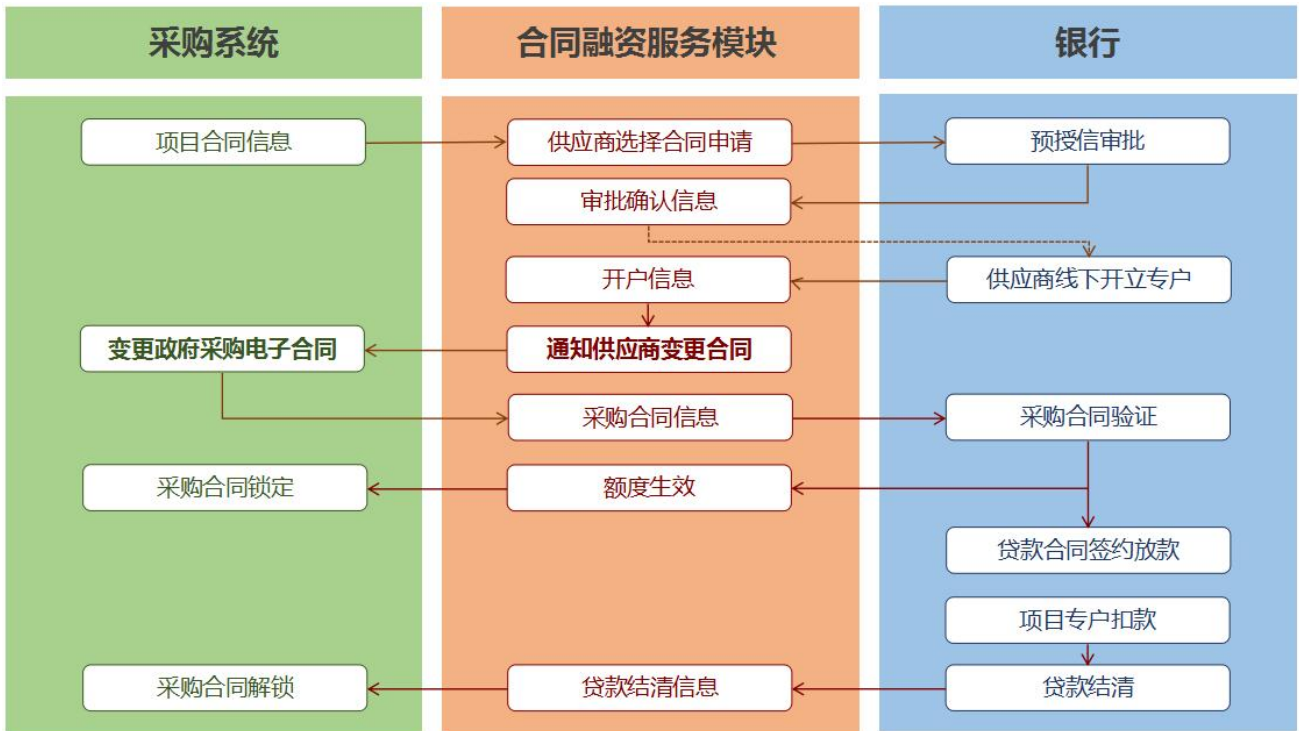 采购系统
合同融资服务模块
银行
项目合同信息
供应商选择合同申请
预授信审批
审批确认信息
开户信息
供应商线下开立专户
变更政府采购电子合同
通知供应商变更合同
采购合同信息
采购合同验证
采购合同锁定
额度生效
贷款合同签约放款
项目专户扣款
采购合同解锁
贷款结清信息
贷款结清